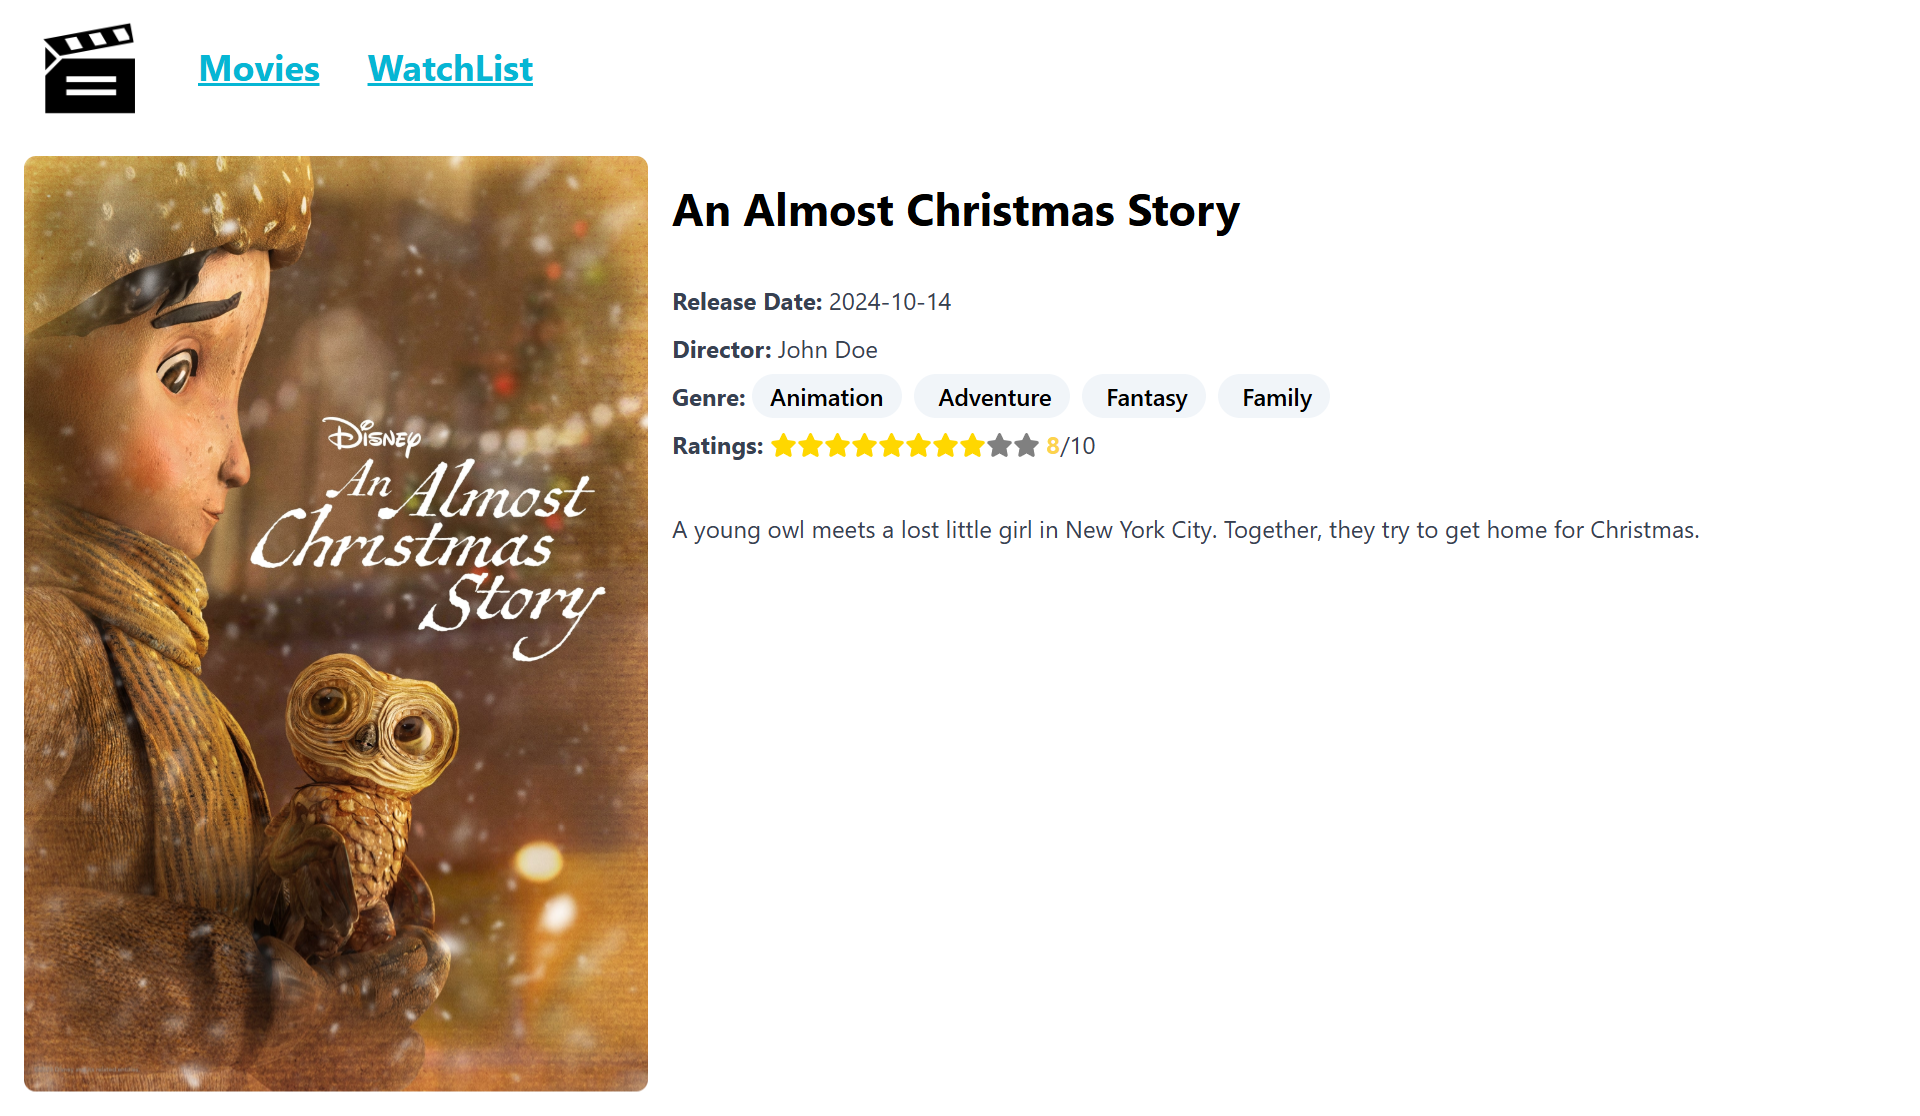 Movies WatchList
An Almost Christmas Story
Release Date: 2024-10-14
Director: John Doe
Genre: Animation Adventure Fantasy Family
Ratings: 8/10
A young owl meets a lost little girl in New York City. Together, they try to get home for Christmas.
Disney
An Almost
Christmas
Story